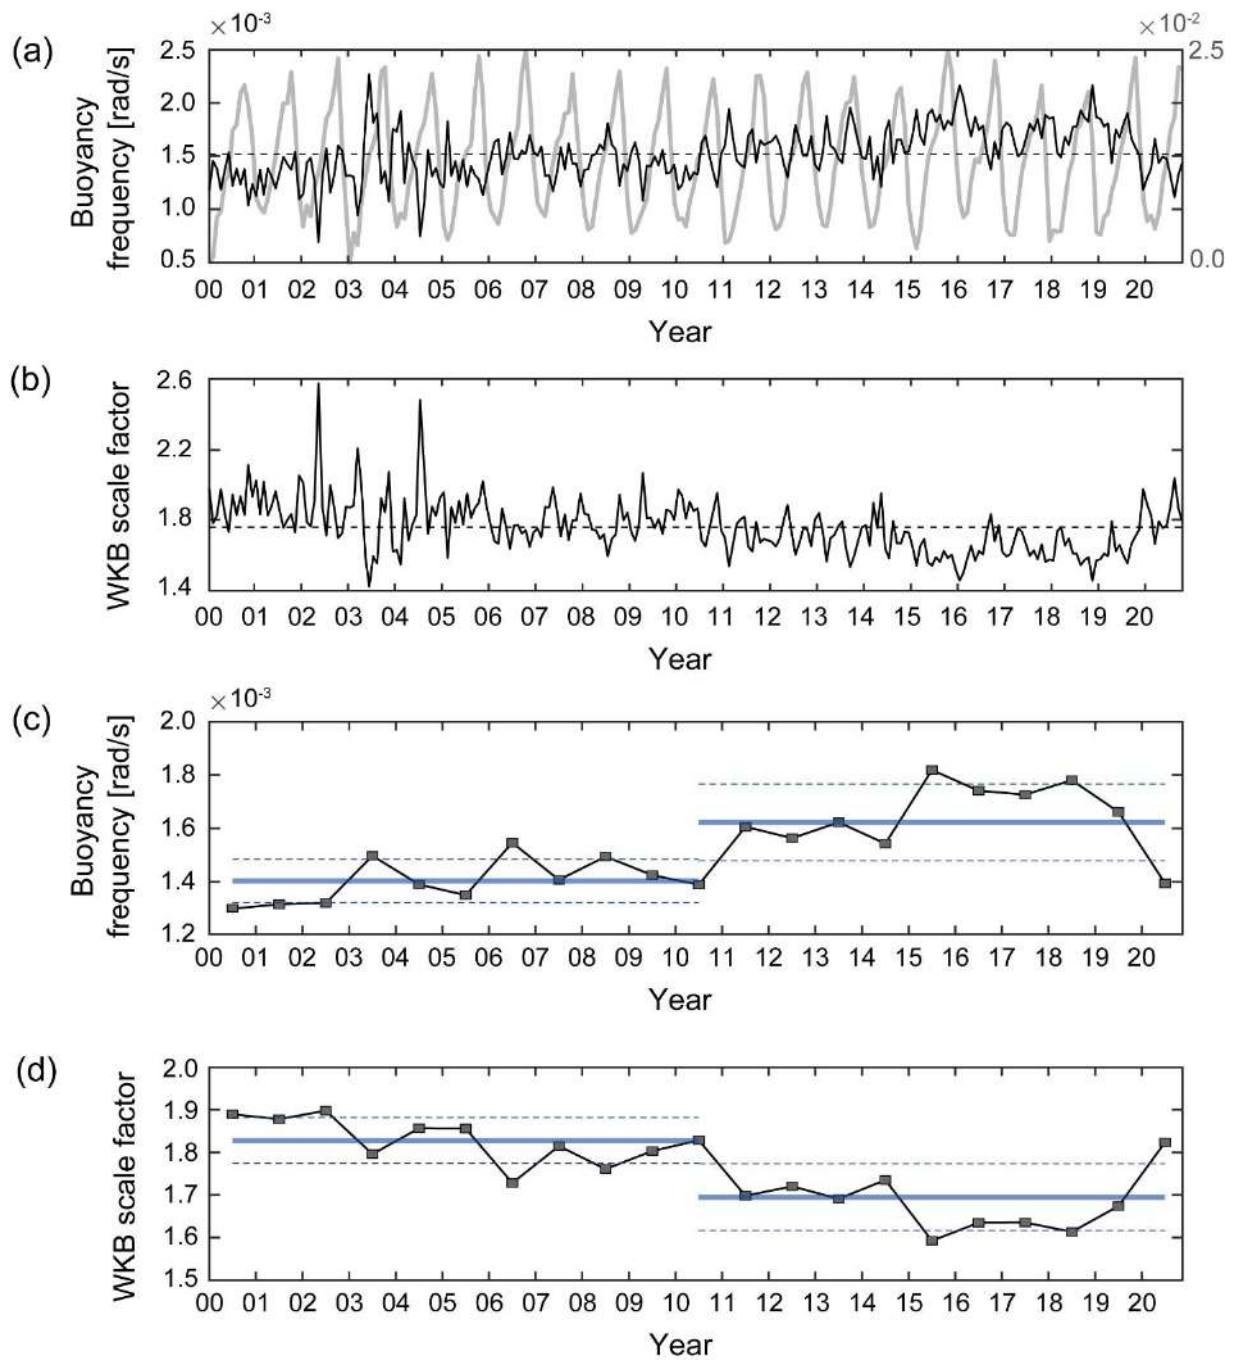 (a)
×10-3
×10-2
Buoyancy
frequency [rad/s]
2.5
2.0
1.5
1.0
0.5
2.5
0.0
00 01 02 03 04 05 06 07 08 09 10 11 12 13 14 15 16 17 18 19 20
Year
(b)
WKB scale factor
2.6
2.2
1.8
1.4
00 01 02 03 04 05 06 07 08 09 10 11 12 13 14 15 16 17 18 19 20
Year
(c)
×10-3
Buoyancy
frequency [rad/s]
2.0
1.8
1.6
1.4
1.2
00 01 02 03 04 05 06 07 08 09 10 11 12 13 14 15 16 17 18 19 20
Year
(d)
WKB scale factor
2.0
1.9
1.8
1.7
1.6
1.5
00 01 02 03 04 05 06 07 08 09 10 11 12 13 14 15 16 17 18 19 20
Year